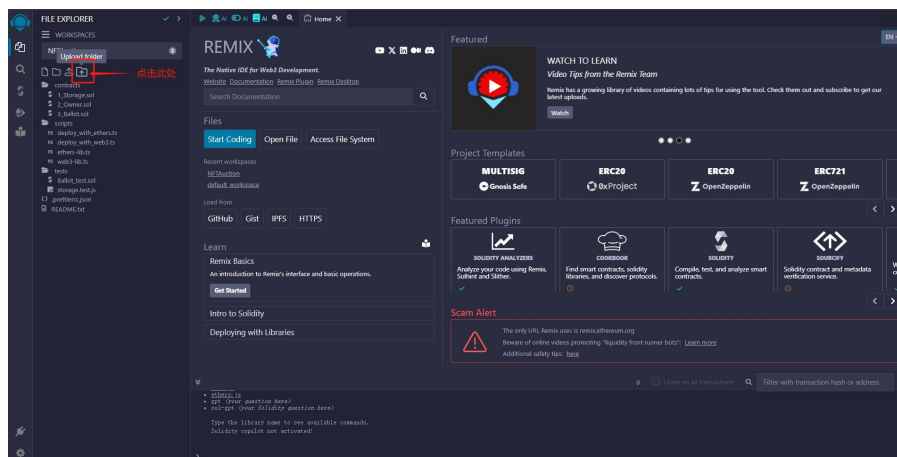 FILE EXPLORER
WORKSPACES
Upload folder
点击此处
contracts
1_Storage.sol
2_Owner.sol
3_Ballot.sol
scripts
TS deploy_with_ethers.ts
TS deploy_with_web3.ts
TS ethers-lib.ts
TS web3-lib.ts
tests
Ballot_test.sol
storage.test.js
.prettierrc.json
README.txt
AI AI AI Home
REMIX
The Native IDE for Web3 Development.
Website Documentation Remix Plugin Remix Desktop
Search Documentation
Files
Start Coding Open File Access File System
Recent workspaces
NFTAuction
default_workspace
Load from
GitHub Gist IPFS HTTPS
Learn
Remix Basics
An introduction to Remix's interface and basic operations.
Get Started
Intro to Solidity
Deploying with Libraries
Featured
EN
WATCH TO LEARN
Video Tips from the Remix Team
Remix has a growing library of videos containing lots of tips for using the tool. Check them out and subscribe to get our
latest uploads.
Watch
Project Templates
MULTISIG
Gnosis Safe
ERC20
0xProject
ERC20
OpenZeppelin
ERC721
OpenZeppelin
Featured Plugins
SOLIDITY ANALYZERS
Analyze your code using Remix,
Solhint and Slither.
COOKBOOK
Find smart contracts, solidity
libraries, and discover protocols.
SOLIDITY
Compile, test, and analyze smart
contracts.
SOURCIFY
Solidity contract and metadata
verification service.
Scam Alert
The only URL Remix uses is remix.ethereum.org
Beware of online videos promoting "liquidity front runner bots": Learn more
Additional safety tips: here
0 Listen on all transactions Filter with transaction hash or address
ethers.js
gpt (your question here)
sol-gpt (your Solidity question here)
Type the library name to see available commands.
Solidity copilot not activated!